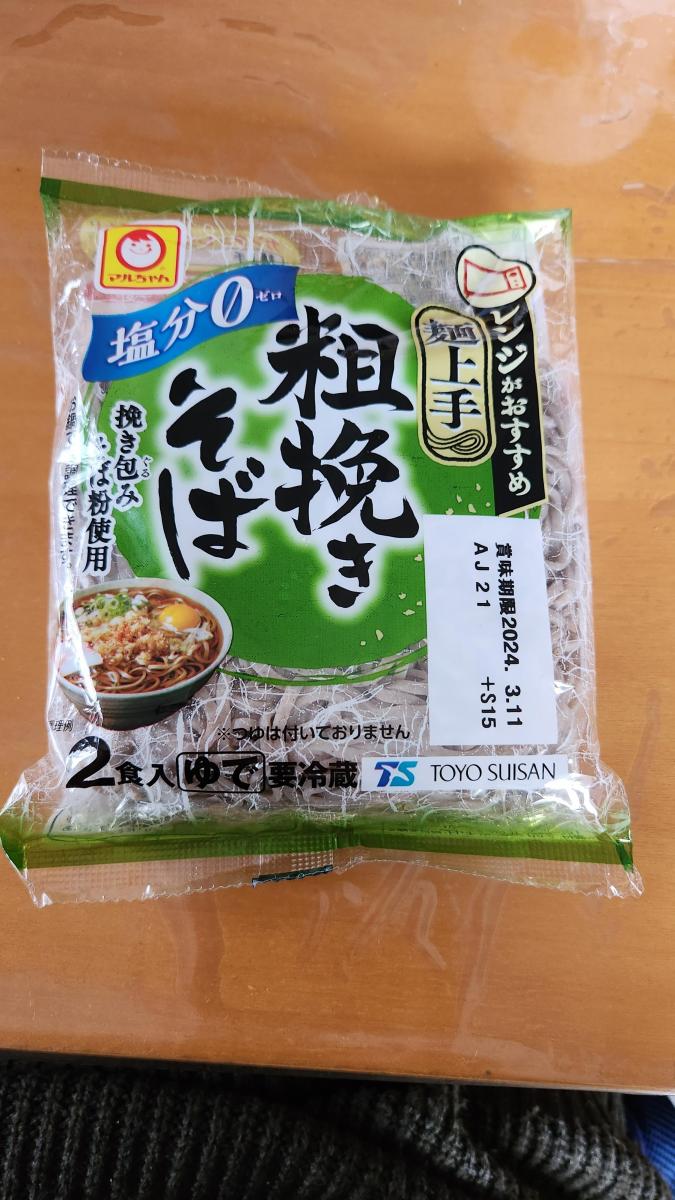 マルちゃん
塩分0ゼロ
レンジがおすすめ
麺上手
粗挽き
そば
挽き包み
そば粉使用
賞味期限2024. 3.11
AJ21 +S15
調理例
※つゆは付いておりません
2食入 ゆで 要冷蔵
TS TOYO SUISAN